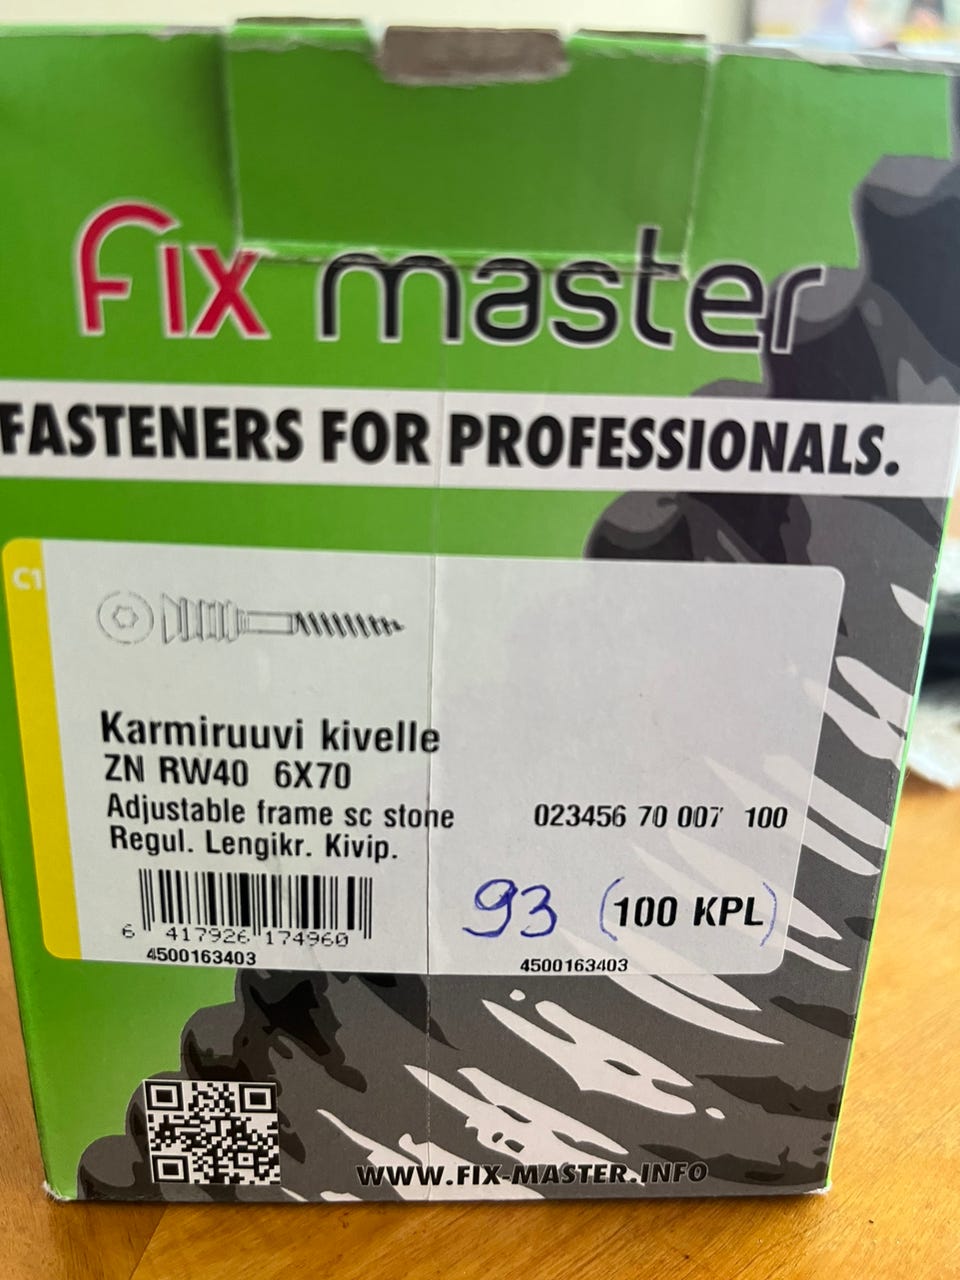 Fix master
FASTENERS FOR PROFESSIONALS.
C1
Karmiruuvi kivelle
ZN RW40 6X70
Adjustable frame sc stone
Regul. Lengikr. Kivip.
023456 70 007 100
6 417926 174960
4500163403
93 (100 KPL)
4500163403
WWW.FIX-MASTER.INFO